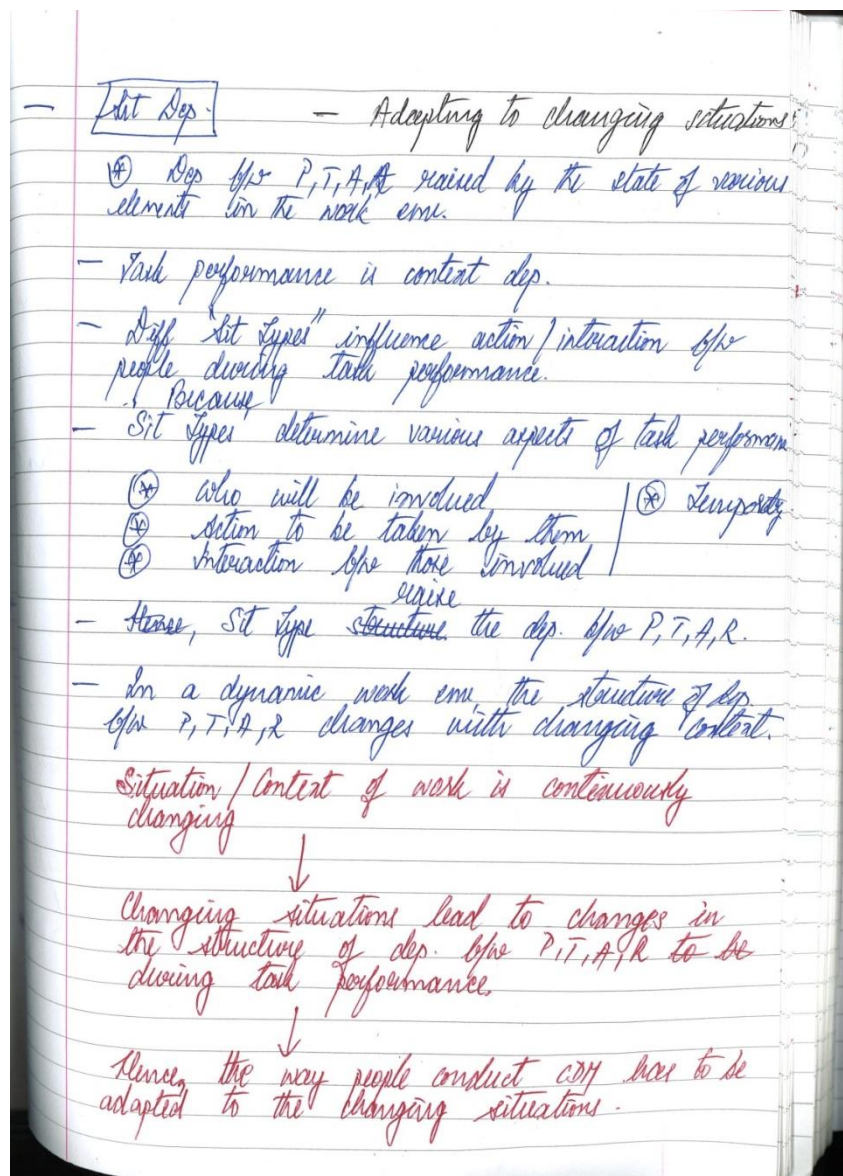 — Sit Dep. — Adapting to changing situations
* Dep b/w P, T, A, R raised by the state of various
elements in the work env.
— Task performance is context dep.
— Diff "Sit Types" influence action / interaction b/w
people during task performance.
Because
— Sit Types determine various aspects of task performan
* who will be involved * Temporality
* Action to be taken by them
* Interaction b/w those involved
raise
— Hence, Sit Type structure the dep. b/w P, T, A, R.
— In a dynamic work env, the structure of dep.
b/w P, T, A, R changes with changing context.
Situation / Context of work is continuously
changing
↓
Changing situations lead to changes in
the structure of dep. b/w P, T, A, R to be
during task performance.
↓
Hence, the way people conduct CDM has to be
adapted to the changing situations.